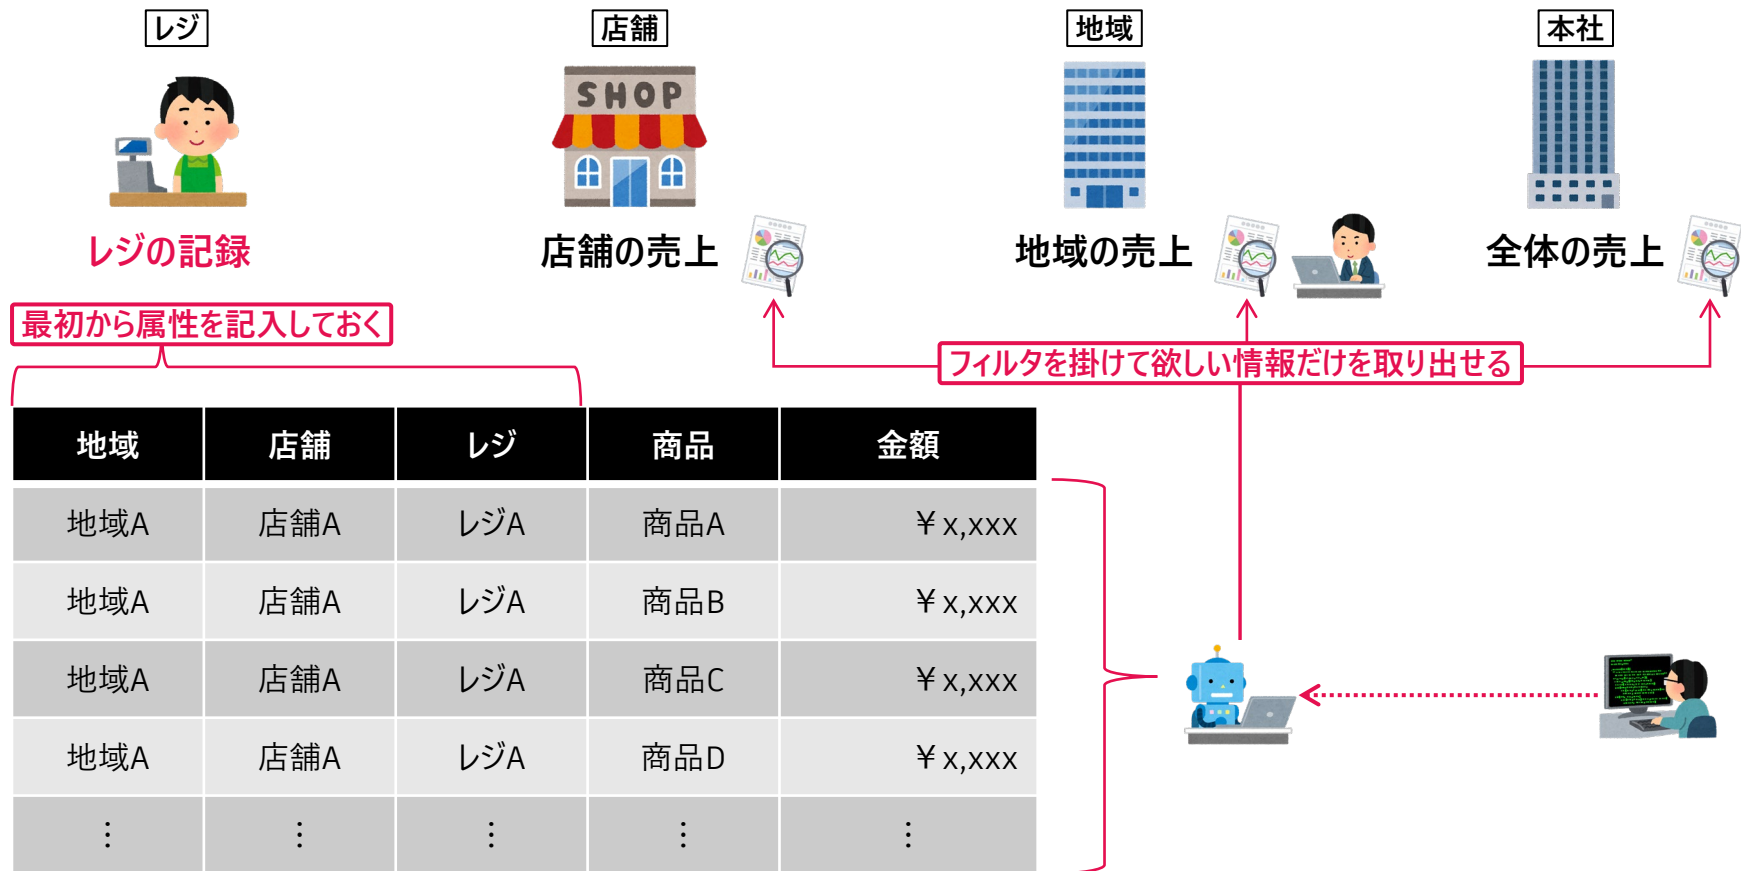 レジ
店舗
地域
本社
SHOP
レジの記録
店舗の売上
地域の売上
全体の売上
最初から属性を記入しておく
フィルタを掛けて欲しい情報だけを取り出せる
地域 店舗 レジ 商品 金額
地域A 店舗A レジA 商品A ￥x,xxx
地域A 店舗A レジA 商品B ￥x,xxx
地域A 店舗A レジA 商品C ￥x,xxx
地域A 店舗A レジA 商品D ￥x,xxx
⋮ ⋮ ⋮ ⋮ ⋮